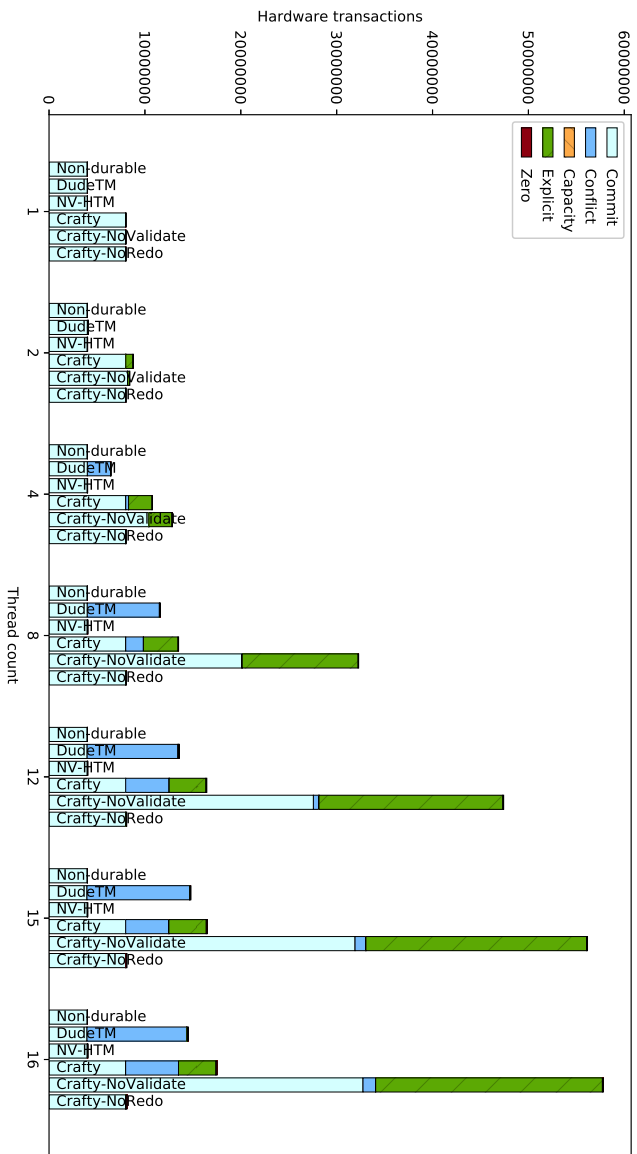 Hardware transactions
0
10000000
20000000
30000000
40000000
50000000
60000000
Commit
Conflict
Capacity
Explicit
Zero
Non-durable
DudeTM
NV-HTM
Crafty
Crafty-NoValidate
Crafty-NoRedo
1
Non-durable
DudeTM
NV-HTM
Crafty
Crafty-NoValidate
Crafty-NoRedo
2
Non-durable
DudeTM
NV-HTM
Crafty
Crafty-NoValidate
Crafty-NoRedo
4
Non-durable
DudeTM
NV-HTM
Crafty
Crafty-NoValidate
Crafty-NoRedo
8
Non-durable
DudeTM
NV-HTM
Crafty
Crafty-NoValidate
Crafty-NoRedo
12
Non-durable
DudeTM
NV-HTM
Crafty
Crafty-NoValidate
Crafty-NoRedo
15
Non-durable
DudeTM
NV-HTM
Crafty
Crafty-NoValidate
Crafty-NoRedo
16
Thread count